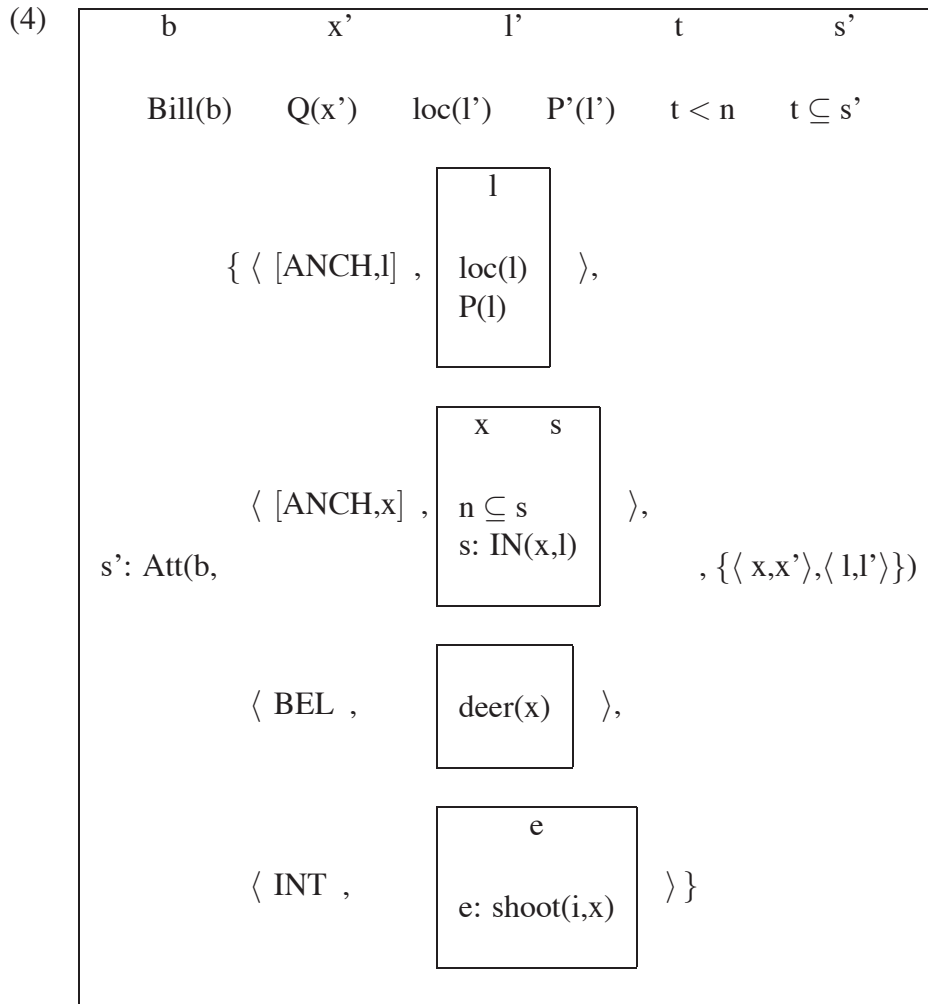 (4)
b x’ l’ t s’
Bill(b) Q(x’) loc(l’) P’(l’) t < n t ⊆ s’
l
{ ⟨ [ANCH,l] , loc(l) ⟩,
P(l)
x s
⟨ [ANCH,x] , n ⊆ s ⟩,
s: IN(x,l)
s’: Att(b, , {⟨ x,x’⟩,⟨ l,l’⟩})
⟨ BEL , deer(x) ⟩,
e
⟨ INT , e: shoot(i,x) ⟩ }